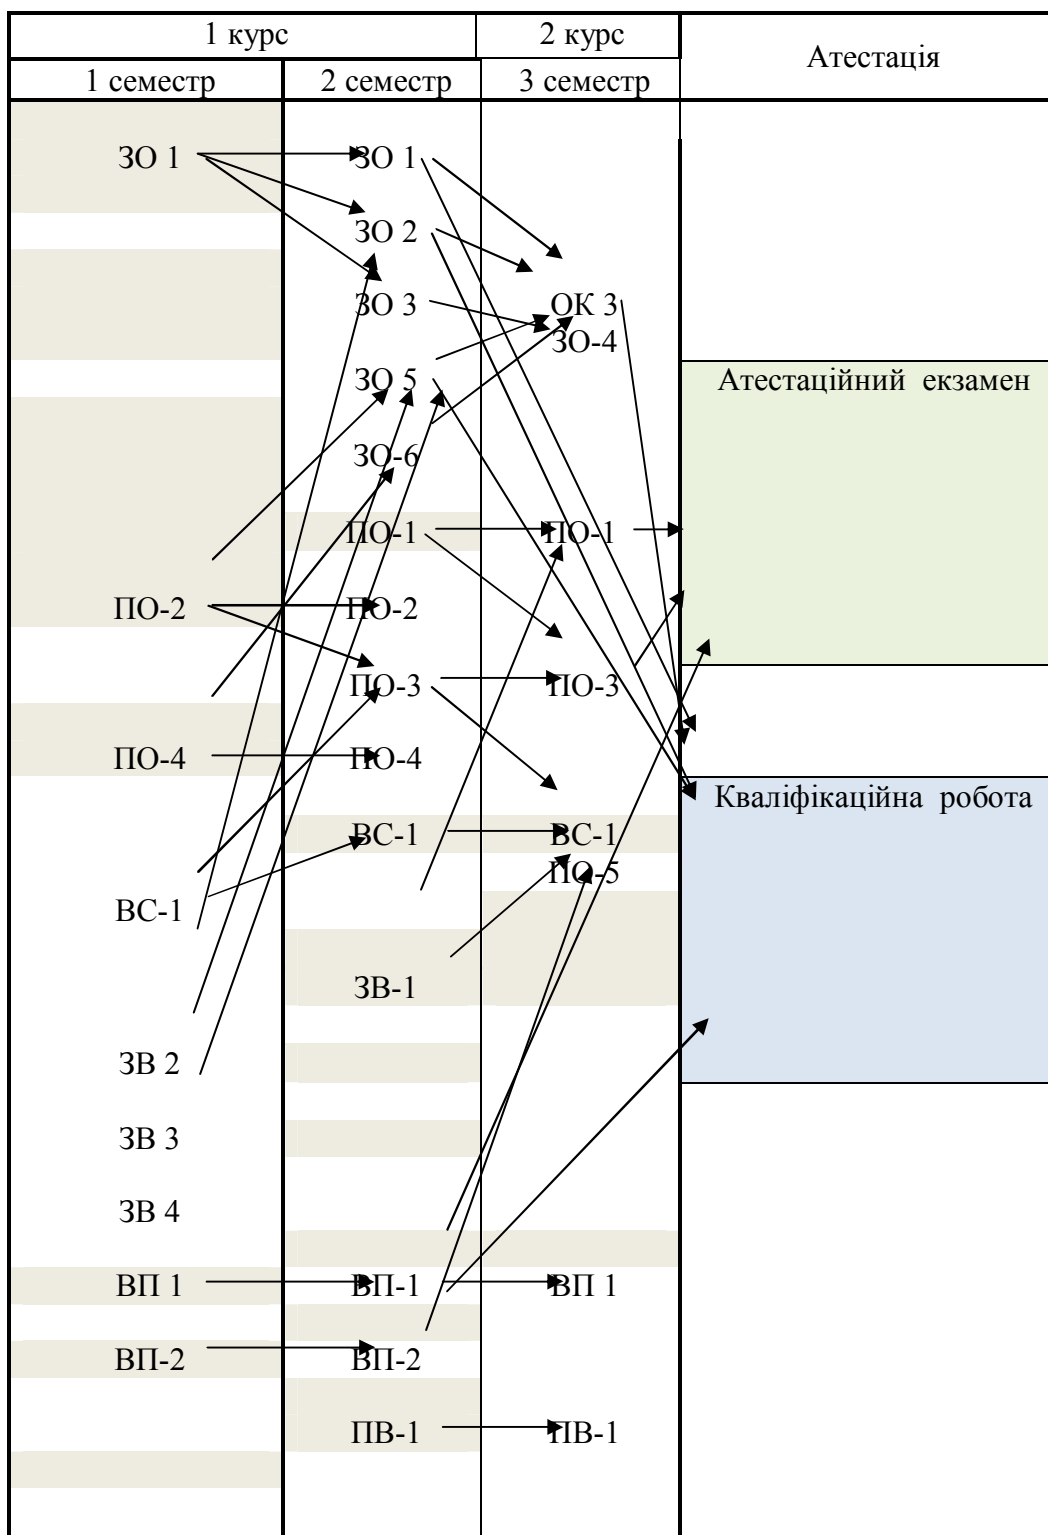 1 курс 2 курс Атестація
1 семестр 2 семестр 3 семестр
ЗО 1 ЗО 1
ЗО 2
ЗО 3 ОК 3
ЗО-4
ЗО 5 Атестаційний екзамен
ЗО-6
ПО-1 ПО-1
ПО-2 ПО-2
ПО-3 ПО-3
ПО-4 ПО-4
Кваліфікаційна робота
ВС-1 ВС-1
ПО-5
ВС-1
ЗВ-1
ЗВ 2
ЗВ 3
ЗВ 4
ВП 1 ВП-1 ВП 1
ВП-2 ВП-2
ПВ-1 ПВ-1